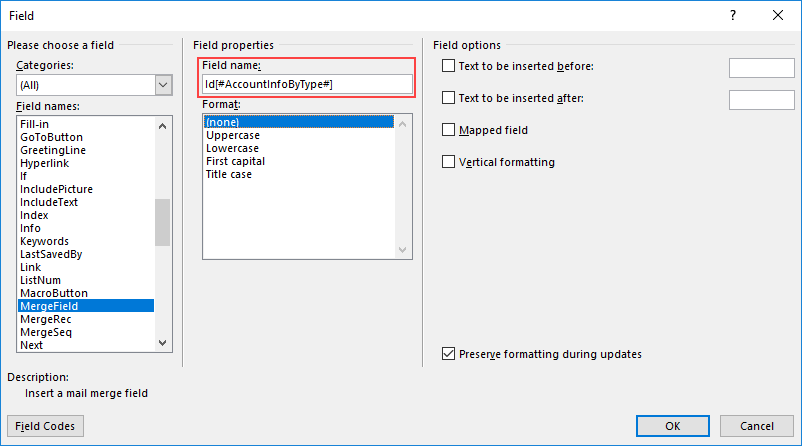 Field
?
Please choose a field
Categories:
(All)
Field names:
Fill-in
GoToButton
GreetingLine
Hyperlink
If
IncludePicture
IncludeText
Index
Info
Keywords
LastSavedBy
Link
ListNum
MacroButton
MergeField
MergeRec
MergeSeq
Next
Field properties
Field name:
Id[#AccountInfoByType#]
Format:
(none)
Uppercase
Lowercase
First capital
Title case
Field options
Text to be inserted before:
Text to be inserted after:
Mapped field
Vertical formatting
Preserve formatting during updates
Description:
Insert a mail merge field
Field Codes
OK
Cancel